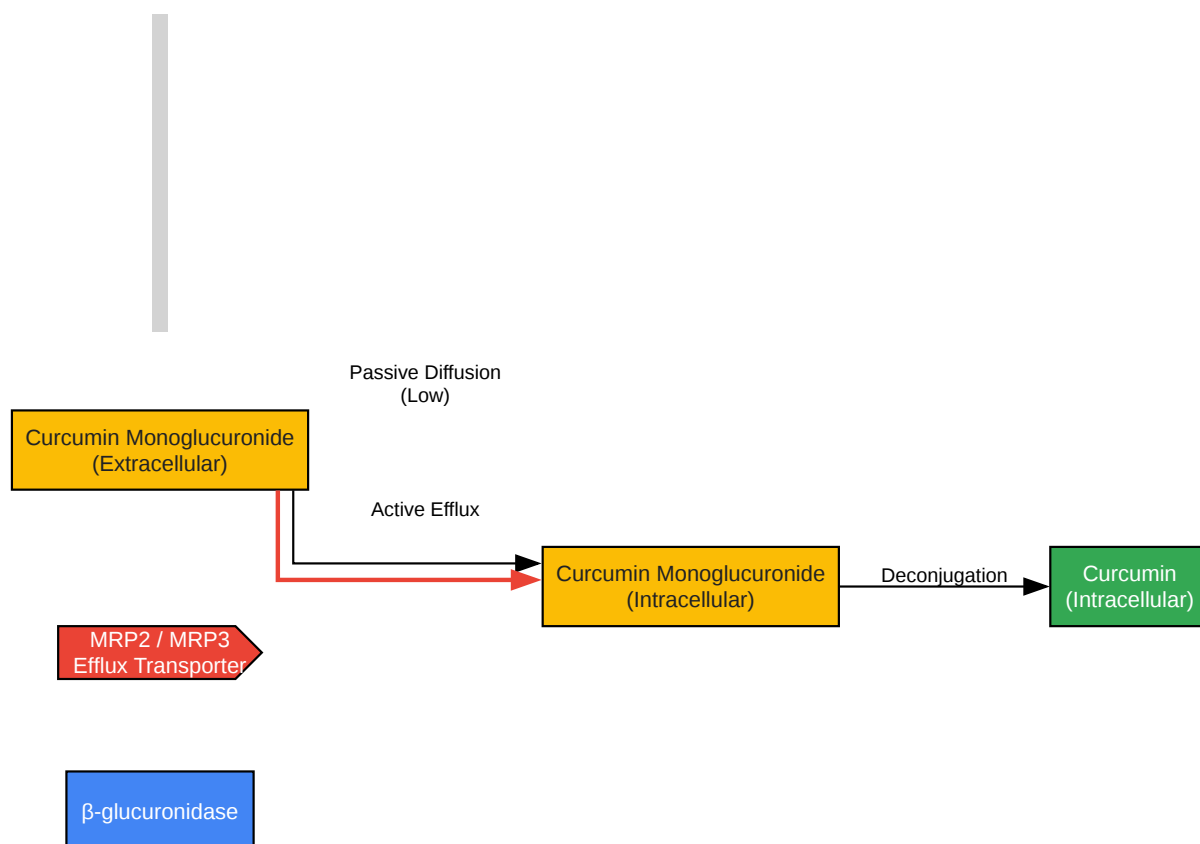 Passive Diffusion
(Low)
Curcumin Monoglucuronide
(Extracellular)
Active Efflux
Curcumin Monoglucuronide
(Intracellular)
Deconjugation
Curcumin
(Intracellular)
MRP2 / MRP3
Efflux Transporter
β-glucuronidase